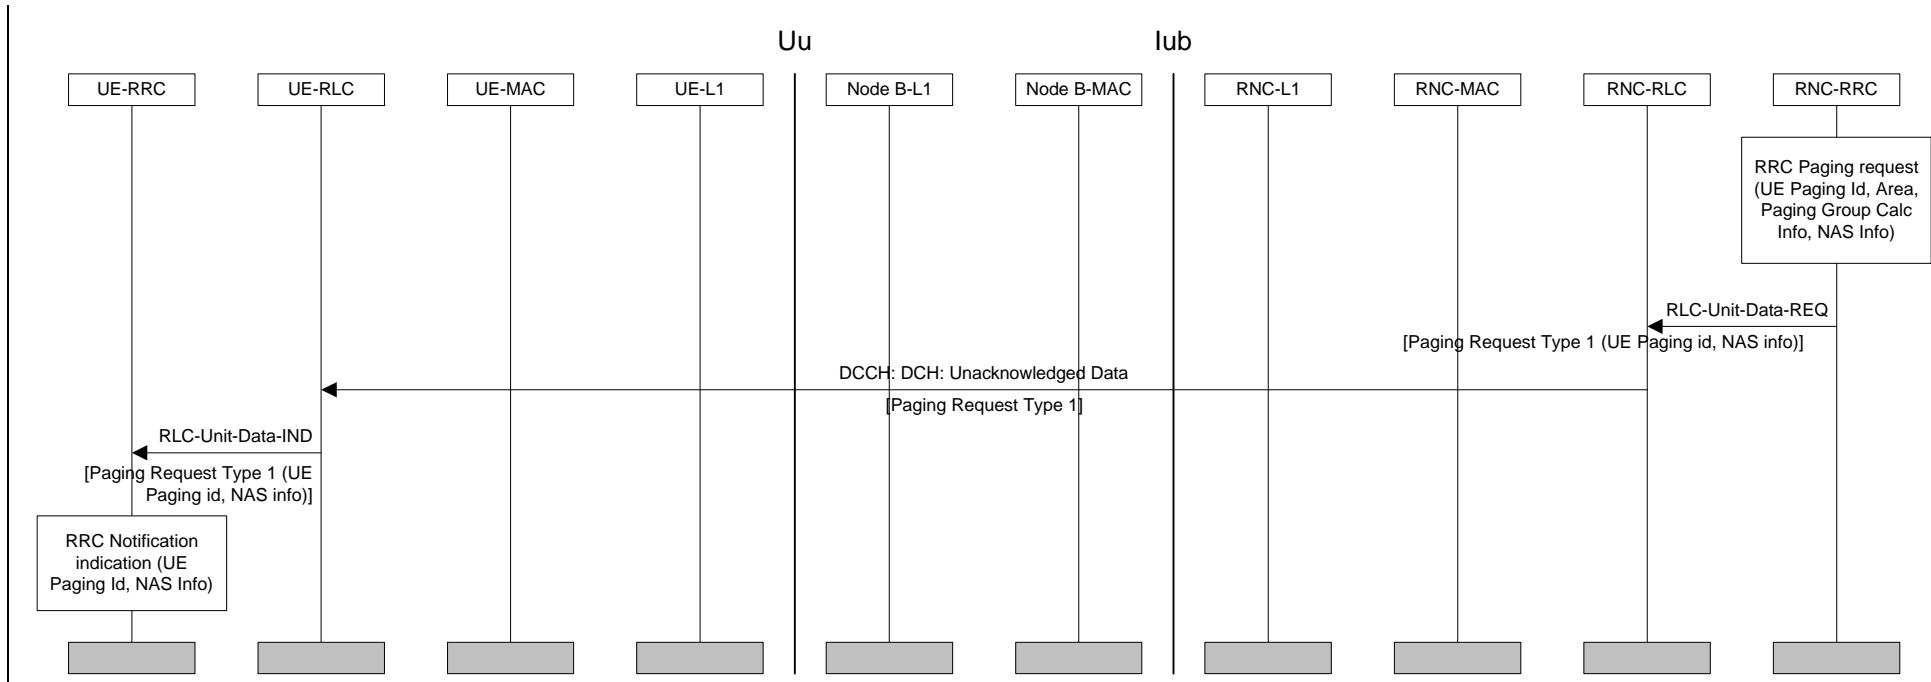 Uu
Iub
UE-RRC
UE-RLC
UE-MAC
UE-L1
Node B-L1
Node B-MAC
RNC-L1
RNC-MAC
RNC-RLC
RNC-RRC
RRC Paging request
(UE Paging Id, Area,
Paging Group Calc
Info, NAS Info)
RLC-Unit-Data-REQ
[Paging Request Type 1 (UE Paging id, NAS info)]
DCCH: DCH: Unacknowledged Data
[Paging Request Type 1]
RLC-Unit-Data-IND
[Paging Request Type 1 (UE
Paging id, NAS info)]
RRC Notification
indication (UE
Paging Id, NAS Info)